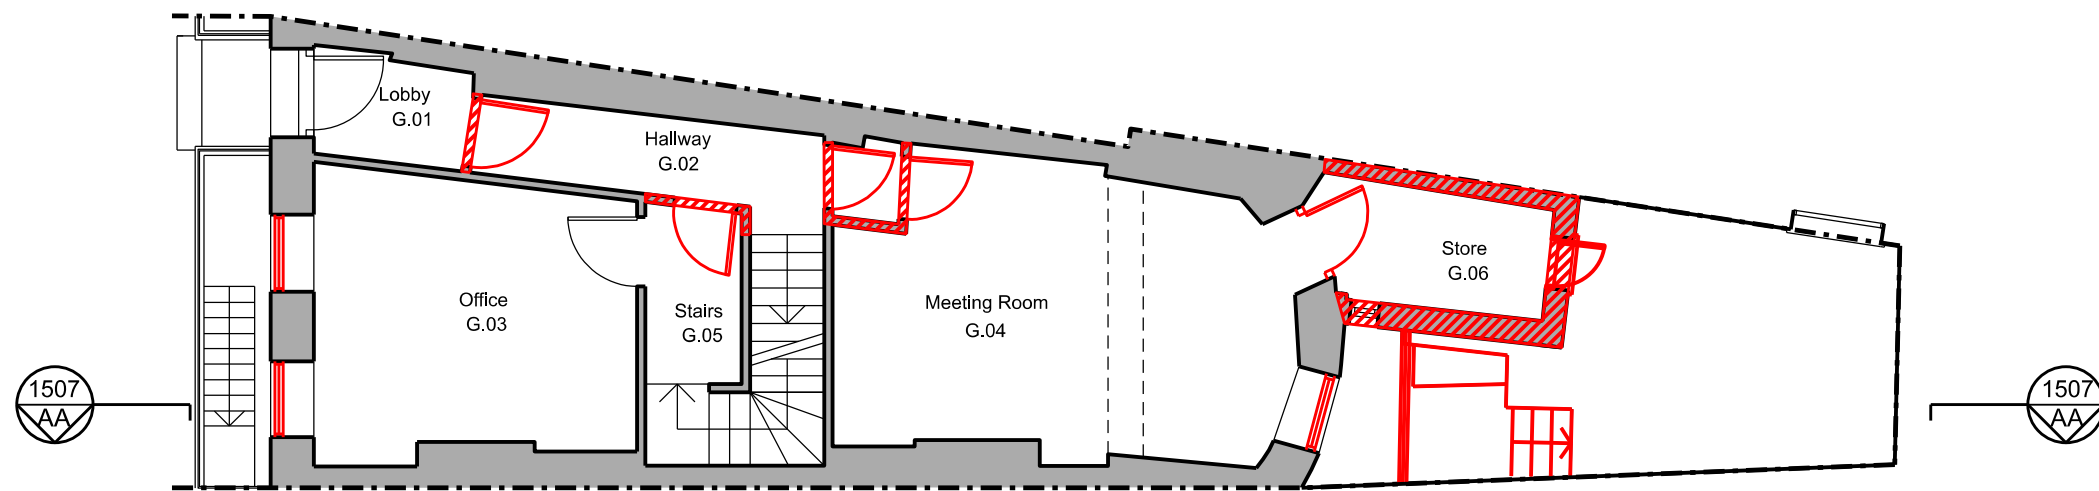 Lobby
G.01
Hallway
G.02
Office
G.03
Stairs
G.05
Meeting Room
G.04
Store
G.06
1507
AA
1507
AA